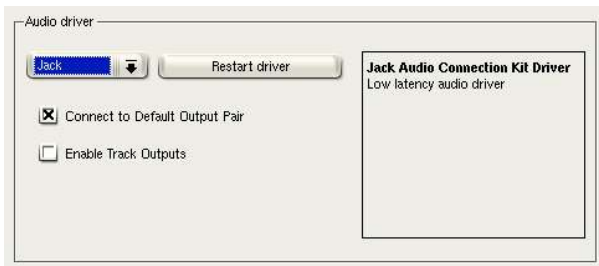 Audio driver
Jack
Restart driver
Jack Audio Connection Kit Driver
Low latency audio driver
Connect to Default Output Pair
Enable Track Outputs